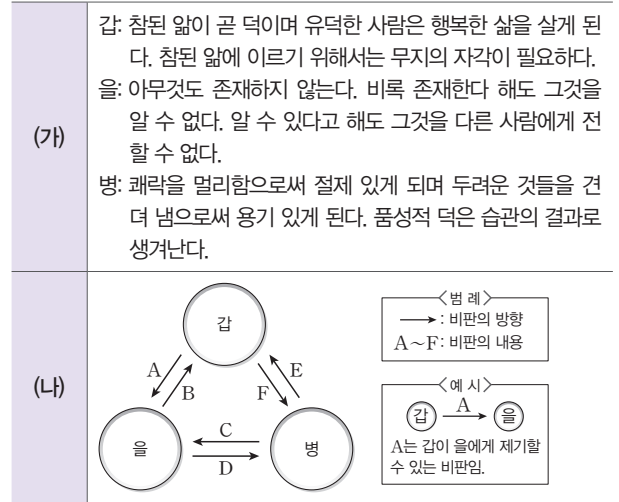 (가)
갑: 참된 앎이 곧 덕이며 유덕한 사람은 행복한 삶을 살게 된
다. 참된 앎에 이르기 위해서는 무지의 자각이 필요하다.
을: 아무것도 존재하지 않는다. 비록 존재한다 해도 그것을
알 수 없다. 알 수 있다고 해도 그것을 다른 사람에게 전
할 수 없다.
병: 쾌락을 멀리함으로써 절제 있게 되며 두려운 것들을 견
뎌 냄으로써 용기 있게 된다. 품성적 덕은 습관의 결과로
생겨난다.
(나)
갑
A
B
F
E
을
C
D
병
<범 례>
⟶ : 비판의 방향
A~F: 비판의 내용
<예 시>
갑 A 을
A는 갑이 을에게 제기할
수 있는 비판임.